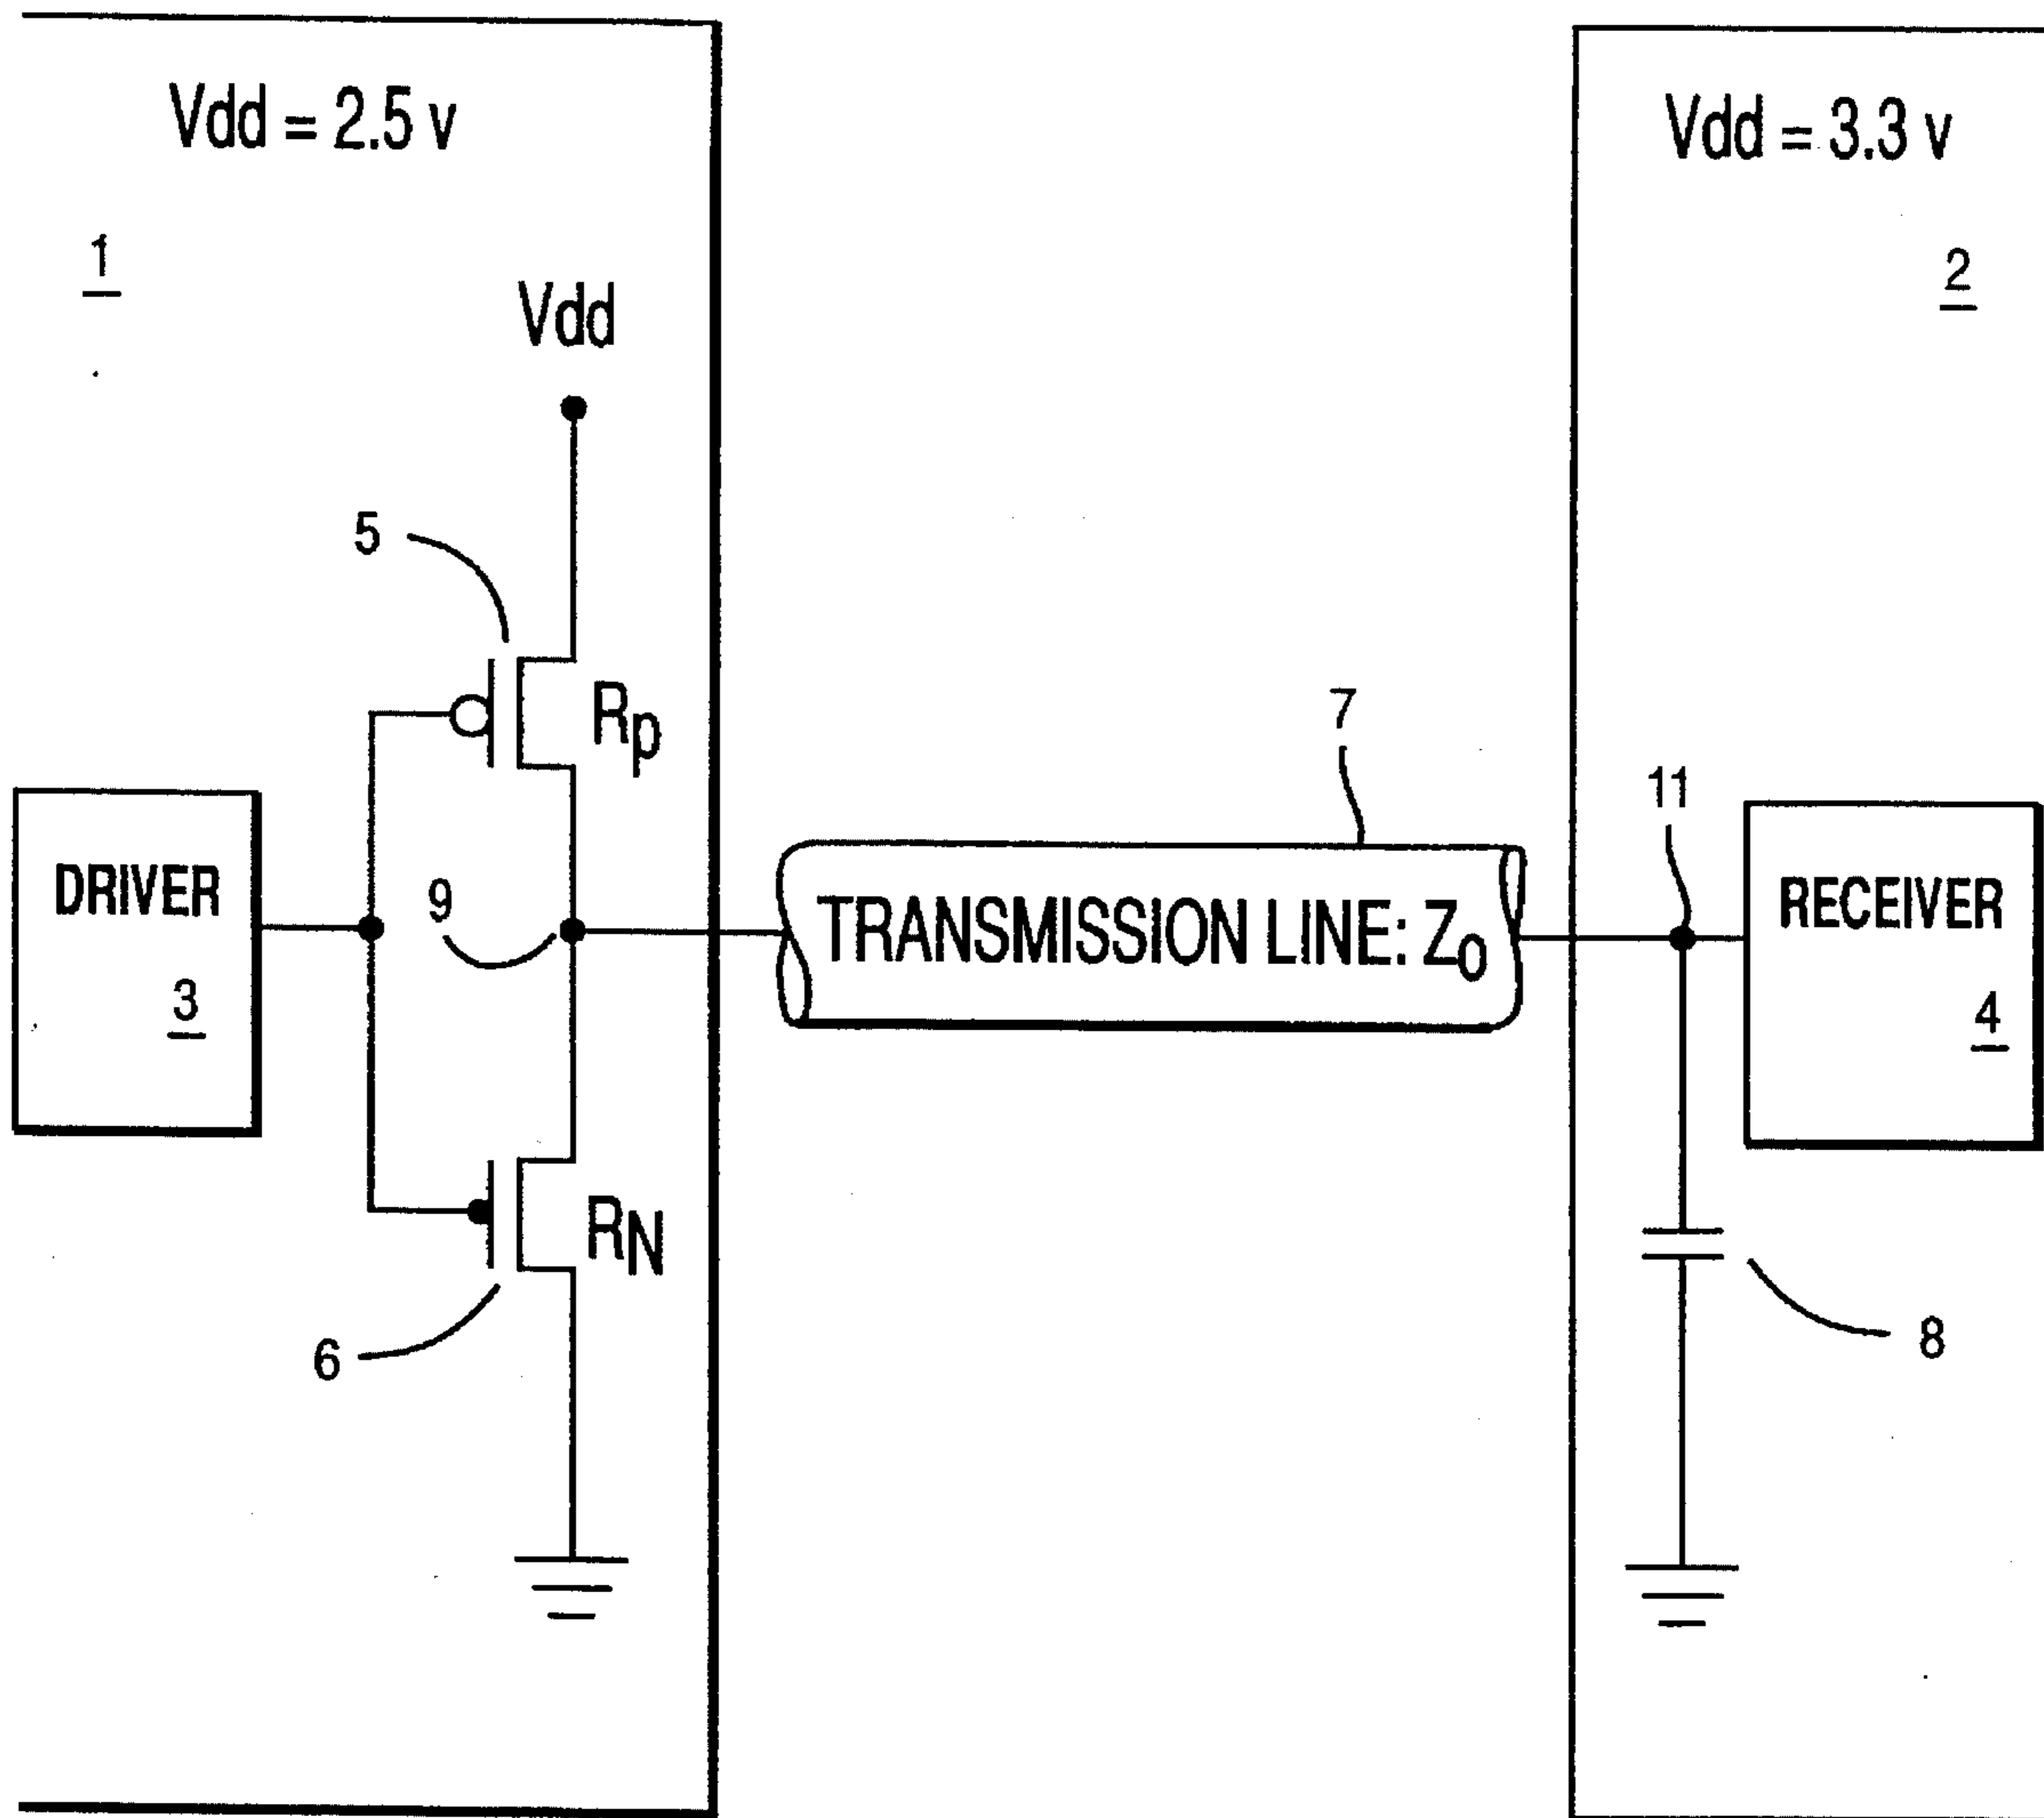 Vdd = 2.5 v
1
Vdd
5
Rp
DRIVER
3
9
RN
6
7
TRANSMISSION LINE: Z0
Vdd = 3.3 v
2
11
RECEIVER
4
8